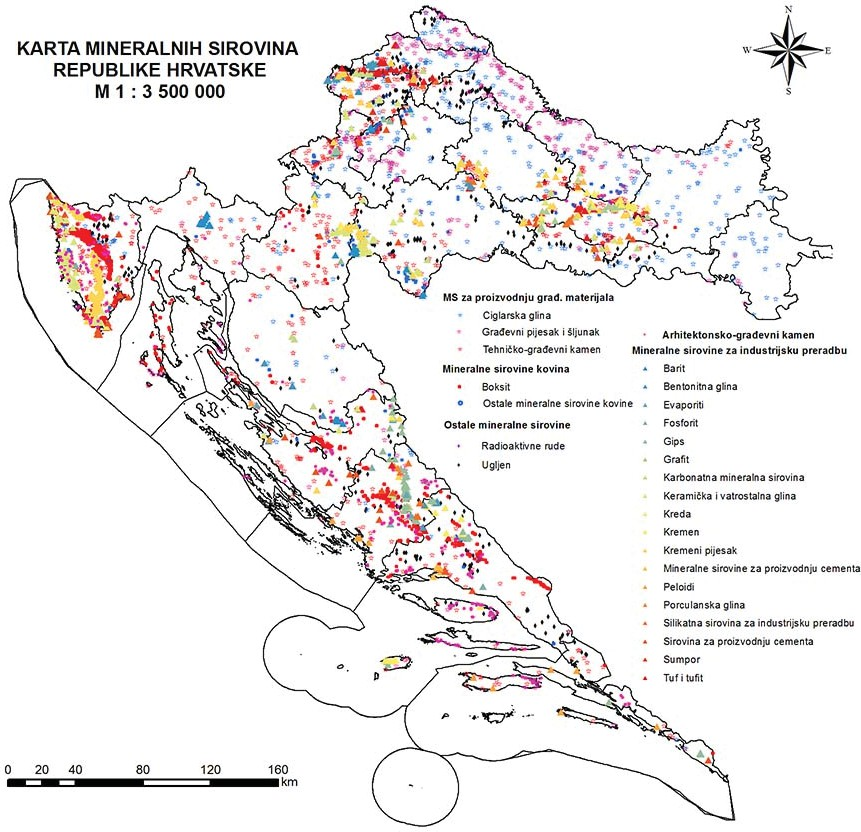 KARTA MINERALNIH SIROVINA
REPUBLIKE HRVATSKE
M 1 : 3 500 000
N
W
E
S
MS za proizvodnju građ. materijala
Ciglarska glina
Građevni pijesak i šljunak
Tehničko-građevni kamen
Mineralne sirovine kovina
Boksit
Ostale mineralne sirovine kovine
Ostale mineralne sirovine
Radioaktivne rude
Ugljen
Arhitektonsko-građevni kamen
Mineralne sirovine za industrijsku preradbu
Barit
Bentonitna glina
Evaporiti
Fosforit
Gips
Grafit
Karbonatna mineralna sirovina
Keramička i vatrostalna glina
Kreda
Kremen
Kremeni pijesak
Mineralne sirovine za proizvodnju cementa
Peloidi
Porculanska glina
Silikatna sirovina za industrijsku preradbu
Sirovina za proizvodnju cementa
Sumpor
Tuf i tufit
0 20 40 80 120 160
km